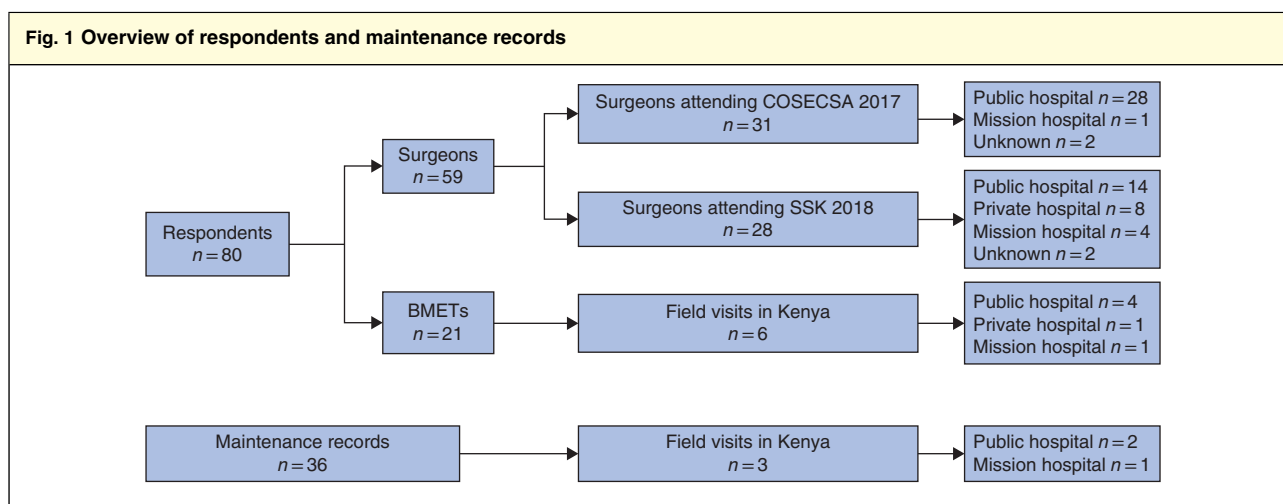 Fig. 1 Overview of respondents and maintenance records
Respondents
n = 80
Surgeons
n = 59
BMETs
n = 21
Surgeons attending COSECSA 2017
n = 31
Surgeons attending SSK 2018
n = 28
Field visits in Kenya
n = 6
Public hospital n = 28
Mission hospital n = 1
Unknown n = 2
Public hospital n = 14
Private hospital n = 8
Mission hospital n = 4
Unknown n = 2
Public hospital n = 4
Private hospital n = 1
Mission hospital n = 1
Maintenance records
n = 36
Field visits in Kenya
n = 3
Public hospital n = 2
Mission hospital n = 1